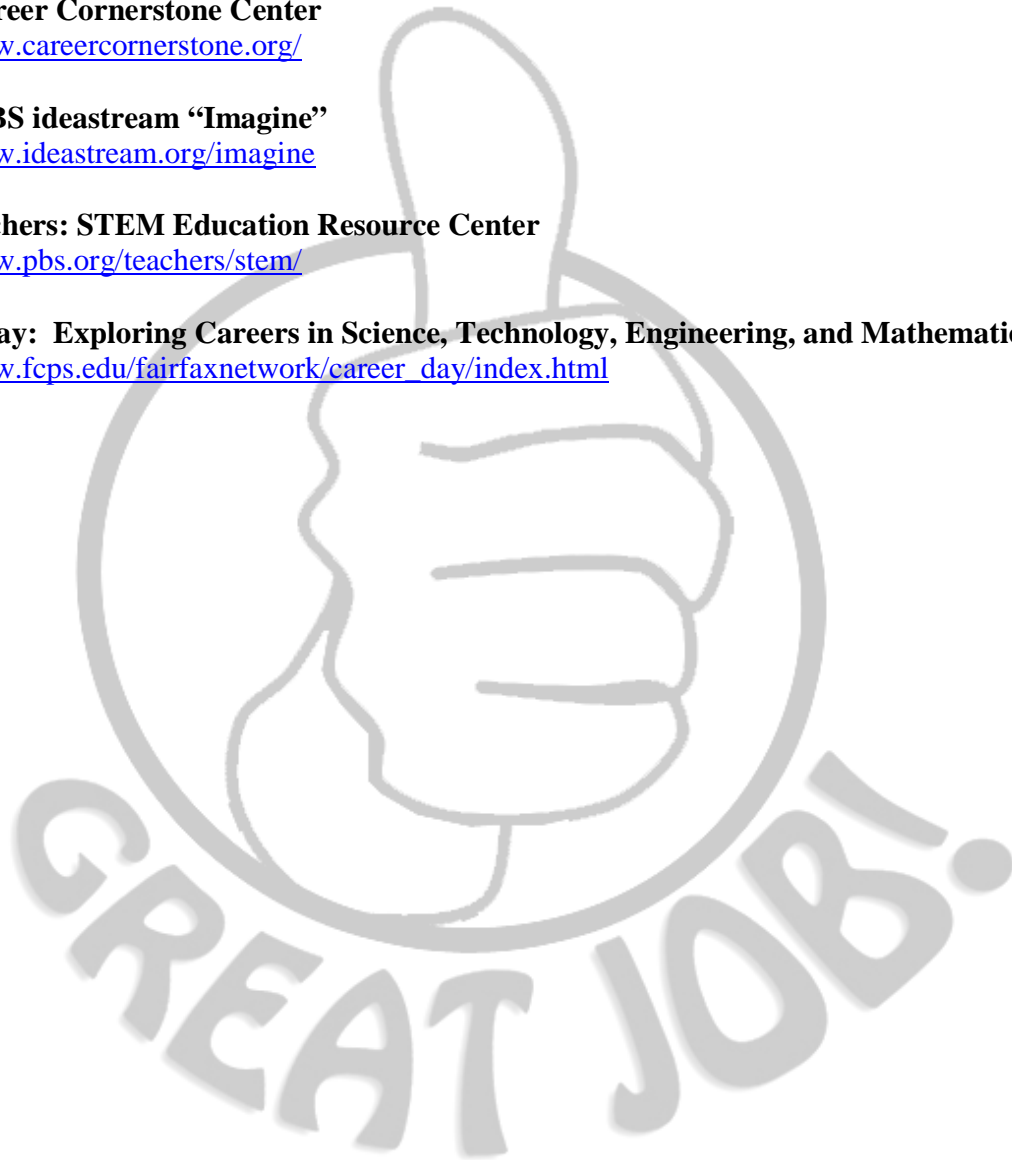 reer Cornerstone Center
w.careercornerstone.org/
BS ideastream “Imagine”
w.ideastream.org/imagine
chers: STEM Education Resource Center
w.pbs.org/teachers/stem/
ay: Exploring Careers in Science, Technology, Engineering, and Mathematic
w.fcps.edu/fairfaxnetwork/career_day/index.html
GREAT JOB!